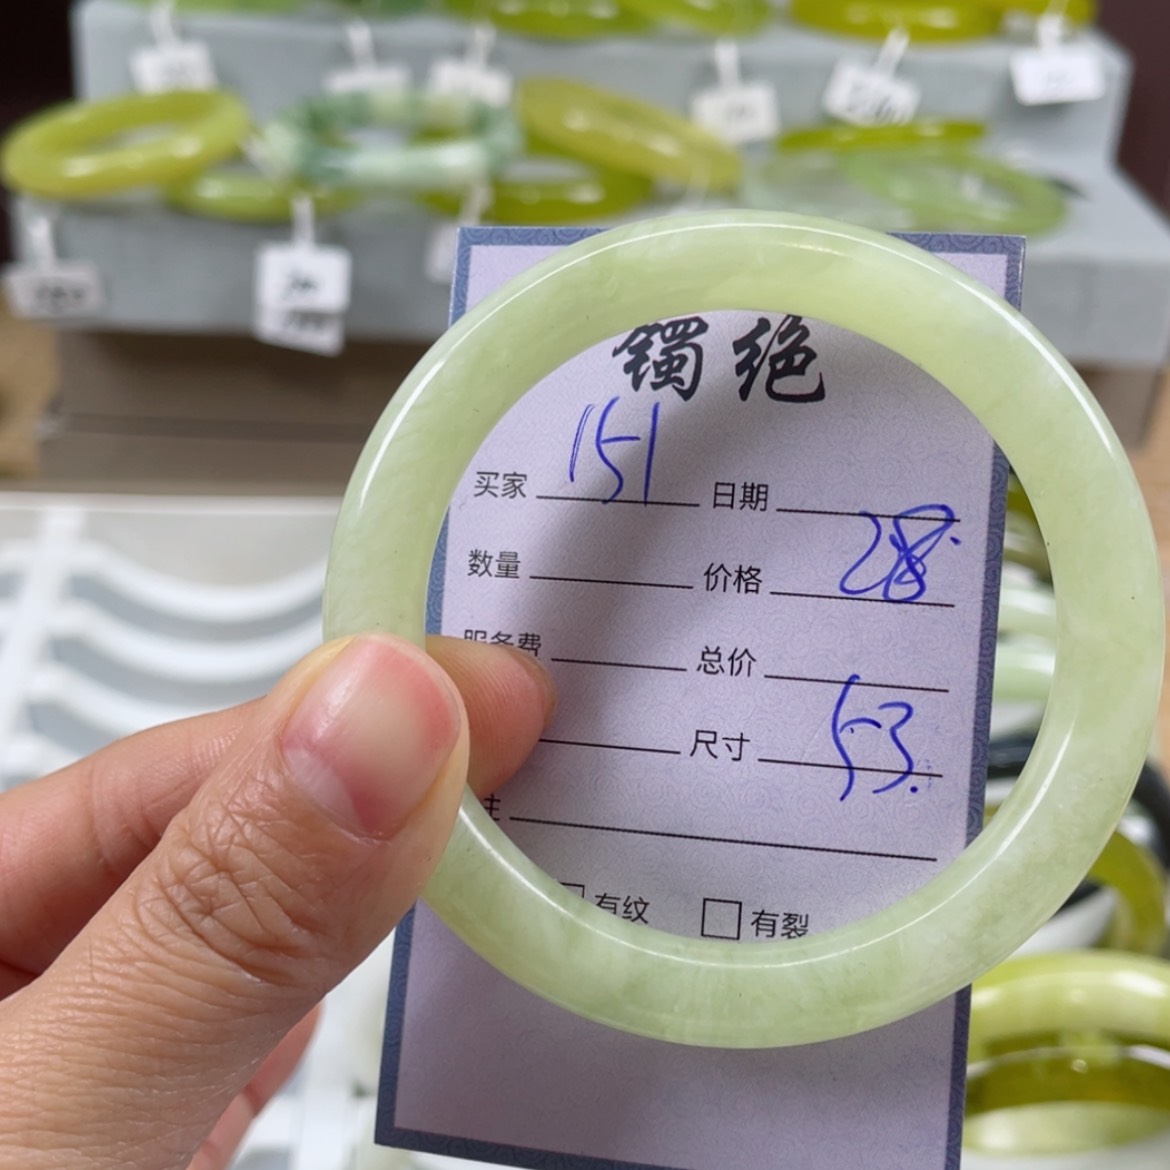 镯绝
买家 151 日期
数量 价格 28.
服务费 总价
尺寸 53.
注
有纹 有裂